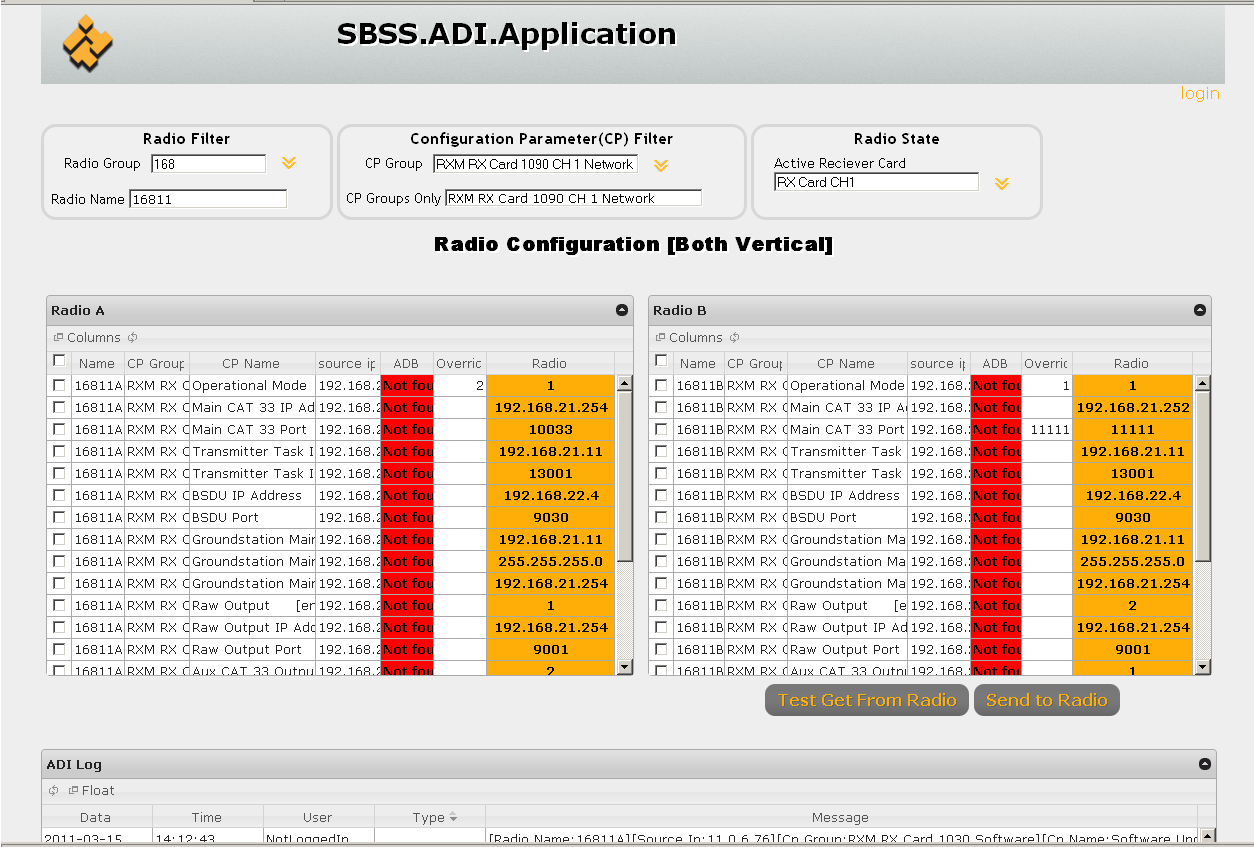 SBSS.ADI.Application
login
Radio Filter
Radio Group 168
Radio Name 16811
Configuration Parameter(CP) Filter
CP Group RXM RX Card 1090 CH 1 Network
CP Groups Only RXM RX Card 1090 CH 1 Network
Radio State
Active Reciever Card
RX Card CH1
Radio Configuration [Both Vertical]
Radio A
Columns
Name CP Group CP Name source ip ADB Overric Radio
16811A RXM RX C Operational Mode 192.168.2 Not fou 2 1
16811A RXM RX C Main CAT 33 IP Ad 192.168.2 Not fou 192.168.21.254
16811A RXM RX C Main CAT 33 Port 192.168.2 Not fou 10033
16811A RXM RX C Transmitter Task I 192.168.2 Not fou 192.168.21.11
16811A RXM RX C Transmitter Task I 192.168.2 Not fou 13001
16811A RXM RX C BSDU IP Address 192.168.2 Not fou 192.168.22.4
16811A RXM RX C BSDU Port 192.168.2 Not fou 9030
16811A RXM RX C Groundstation Mair 192.168.2 Not fou 192.168.21.11
16811A RXM RX C Groundstation Mair 192.168.2 Not fou 255.255.255.0
16811A RXM RX C Groundstation Mair 192.168.2 Not fou 192.168.21.254
16811A RXM RX C Raw Output [er 192.168.2 Not fou 1
16811A RXM RX C Raw Output IP Add 192.168.2 Not fou 192.168.21.254
16811A RXM RX C Raw Output Port 192.168.2 Not fou 9001
16811A RXM RX C Aux CAT 33 Outpu 192.168.2 Not fou 2
Radio B
Columns
Name CP Group CP Name source ip ADB Overric Radio
16811B RXM RX C Operational Mode 192.168. Not fou 1 1
16811B RXM RX C Main CAT 33 IP A 192.168. Not fou 192.168.21.252
16811B RXM RX C Main CAT 33 Port 192.168. Not fou 11111 11111
16811B RXM RX C Transmitter Task 192.168. Not fou 192.168.21.11
16811B RXM RX C Transmitter Task 192.168. Not fou 13001
16811B RXM RX C BSDU IP Address 192.168. Not fou 192.168.22.4
16811B RXM RX C BSDU Port 192.168. Not fou 9030
16811B RXM RX C Groundstation Ma 192.168. Not fou 192.168.21.11
16811B RXM RX C Groundstation Ma 192.168. Not fou 255.255.255.0
16811B RXM RX C Groundstation Ma 192.168. Not fou 192.168.21.254
16811B RXM RX C Raw Output [e 192.168. Not fou 2
16811B RXM RX C Raw Output IP Ad 192.168. Not fou 192.168.21.254
16811B RXM RX C Raw Output Port 192.168. Not fou 9001
16811B RXM RX C Aux CAT 33 Outpu 192.168. Not fou 1
Test Get From Radio Send to Radio
ADI Log
Float
Data Time User Type Message
2011-03-15 14:12:43 NotLoggedIn [Radio Name:16811A][Source Ip:11.0.6.76][Cp Group:RXM RX Card 1030 Software][Cp Name:Software Upd